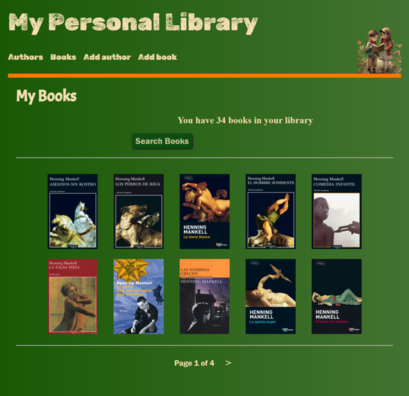 My Personal Library
Authors Books Add author Add book
My Books
You have 34 books in your library
Search Books
Henning Mankell
ASESINOS SIN ROSTRO
Henning Mankell
LOS PERROS DE RIGA
HENNING
MANKELL
La leona blanca
Henning Mankell
EL HOMBRE SONRIENTE
Henning Mankell
COMEDIA INFANTIL
Henning Mankell
LA FALSA PISTA
Henning Mankell
HENNING MANKELL
HENNING
MANKELL
La quinta mujer
HENNING
MANKELL
Page 1 of 4 >